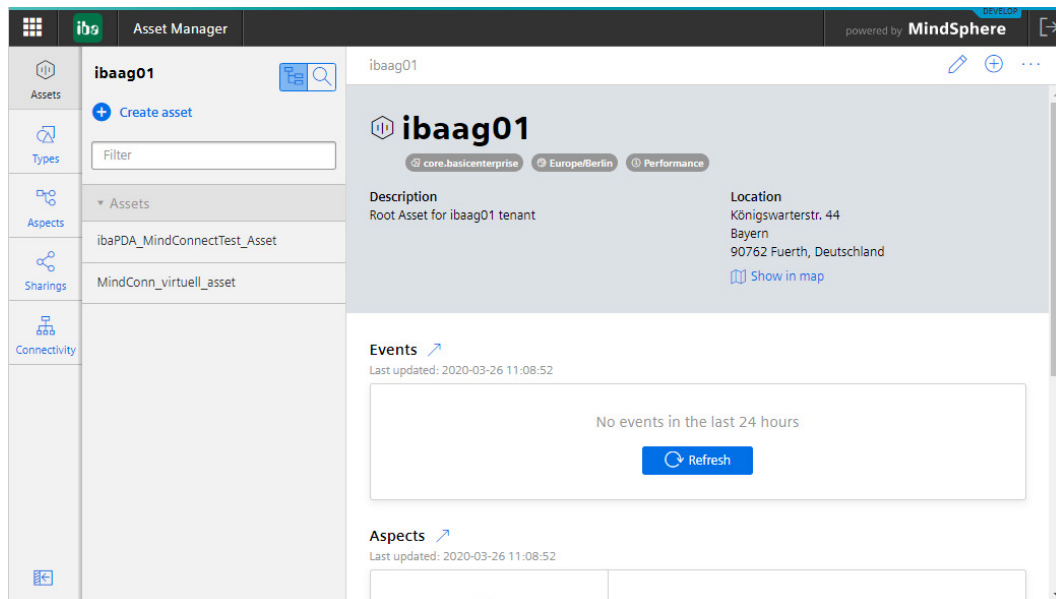 iba Asset Manager
DEVELOP
powered by MindSphere
Assets
Types
Aspects
Sharings
Connectivity
ibaag01
Create asset
Filter
Assets
ibaPDA_MindConnectTest_Asset
MindConn_virtuell_asset
ibaag01
ibaag01
core.basicenterprise Europe/Berlin Performance
Description
Root Asset for ibaag01 tenant
Location
Königswarterstr. 44
Bayern
90762 Fuerth, Deutschland
Show in map
Events
Last updated: 2020-03-26 11:08:52
No events in the last 24 hours
Refresh
Aspects
Last updated: 2020-03-26 11:08:52